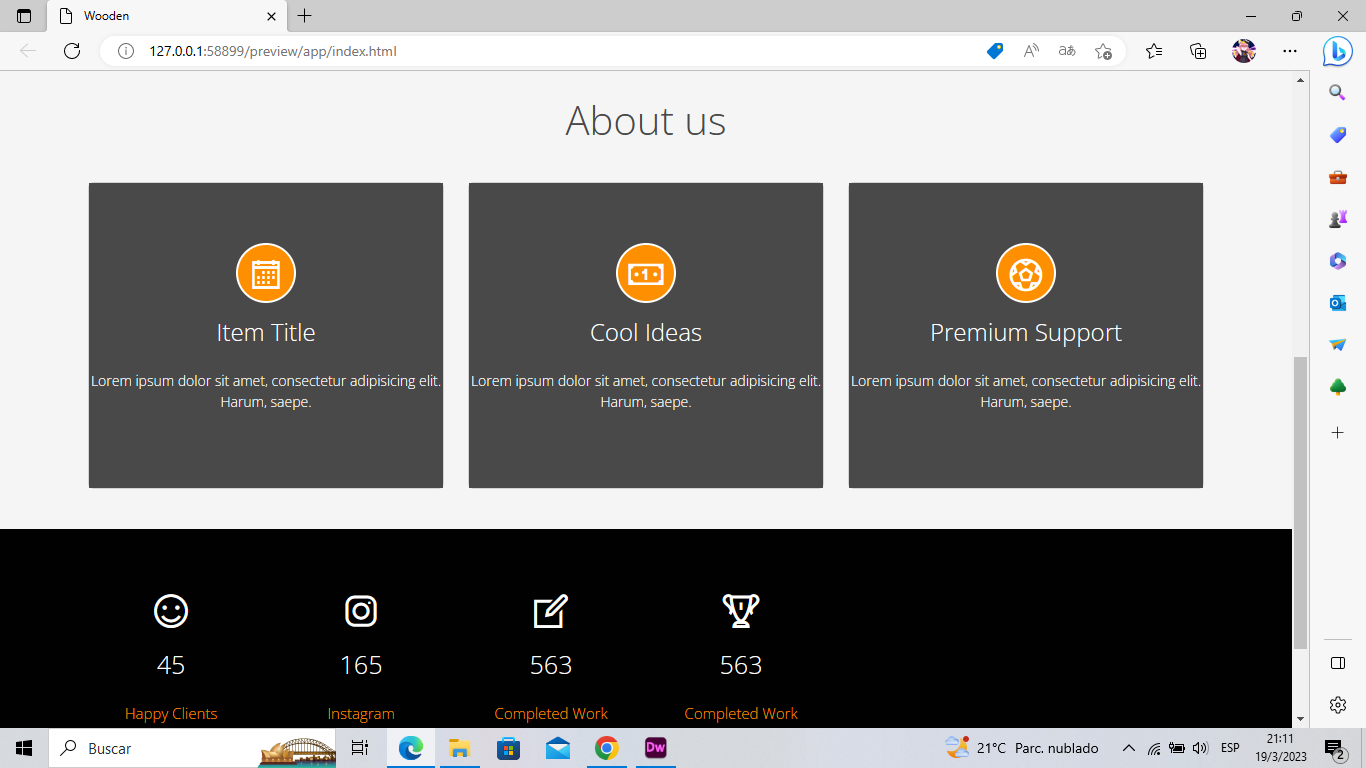 Wooden
127.0.0.1:58899/preview/app/index.html
About us
Item Title
Lorem ipsum dolor sit amet, consectetur adipisicing elit.
Harum, saepe.
Cool Ideas
Lorem ipsum dolor sit amet, consectetur adipisicing elit.
Harum, saepe.
Premium Support
Lorem ipsum dolor sit amet, consectetur adipisicing elit.
Harum, saepe.
45
Happy Clients
165
Instagram
563
Completed Work
563
Completed Work
Buscar
Dw
21°C Parc. nublado
ESP
21:11
19/3/2023
2